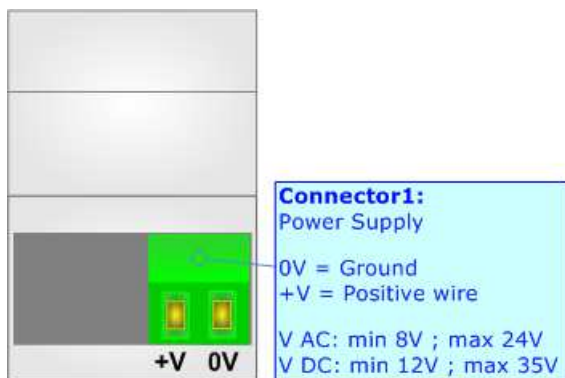 Connector1:
Power Supply
0V = Ground
+V = Positive wire
V AC: min 8V ; max 24V
V DC: min 12V ; max 35V
+V 0V